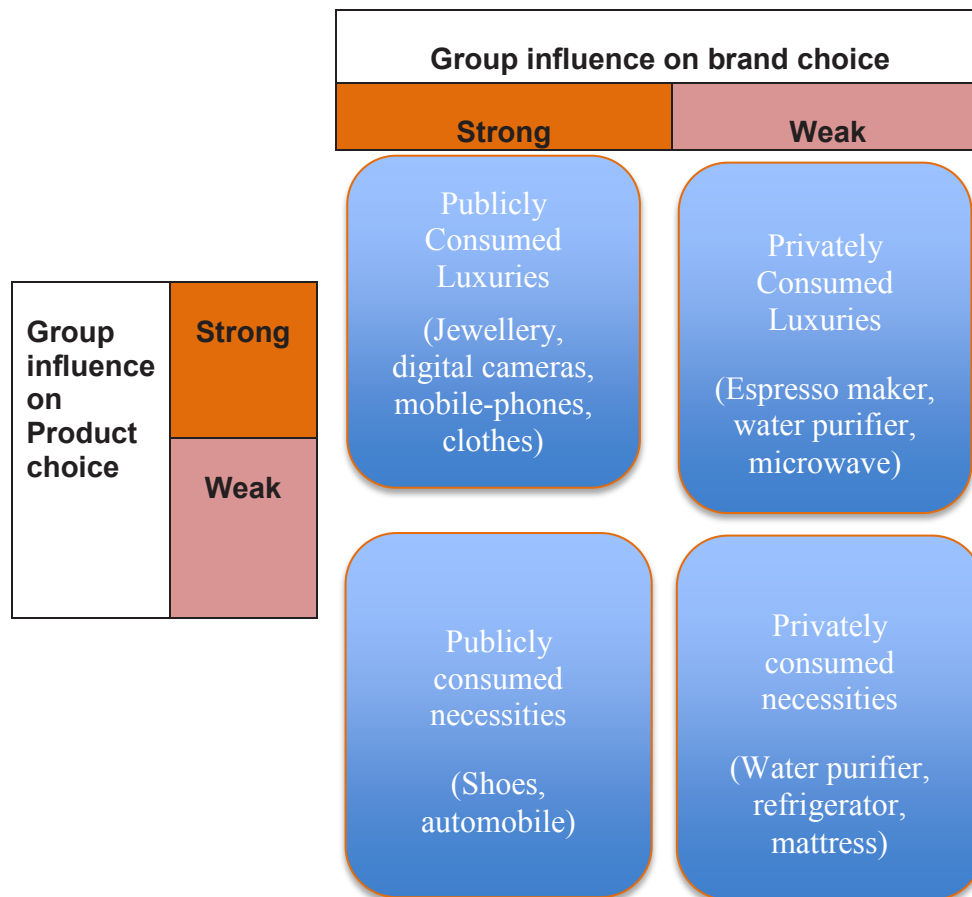 Group influence on brand choice
Strong
Weak
Publicly
Consumed
Luxuries
(Jewellery,
digital cameras,
mobile-phones,
clothes)
Privately
Consumed
Luxuries
(Espresso maker,
water purifier,
microwave)
Group
influence
on
Product
choice
Strong
Weak
Publicly
consumed
necessities
(Shoes,
automobile)
Privately
consumed
necessities
(Water purifier,
refrigerator,
mattress)